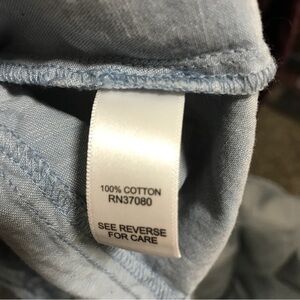 100% COTTON
RN37080
SEE REVERSE
FOR CARE